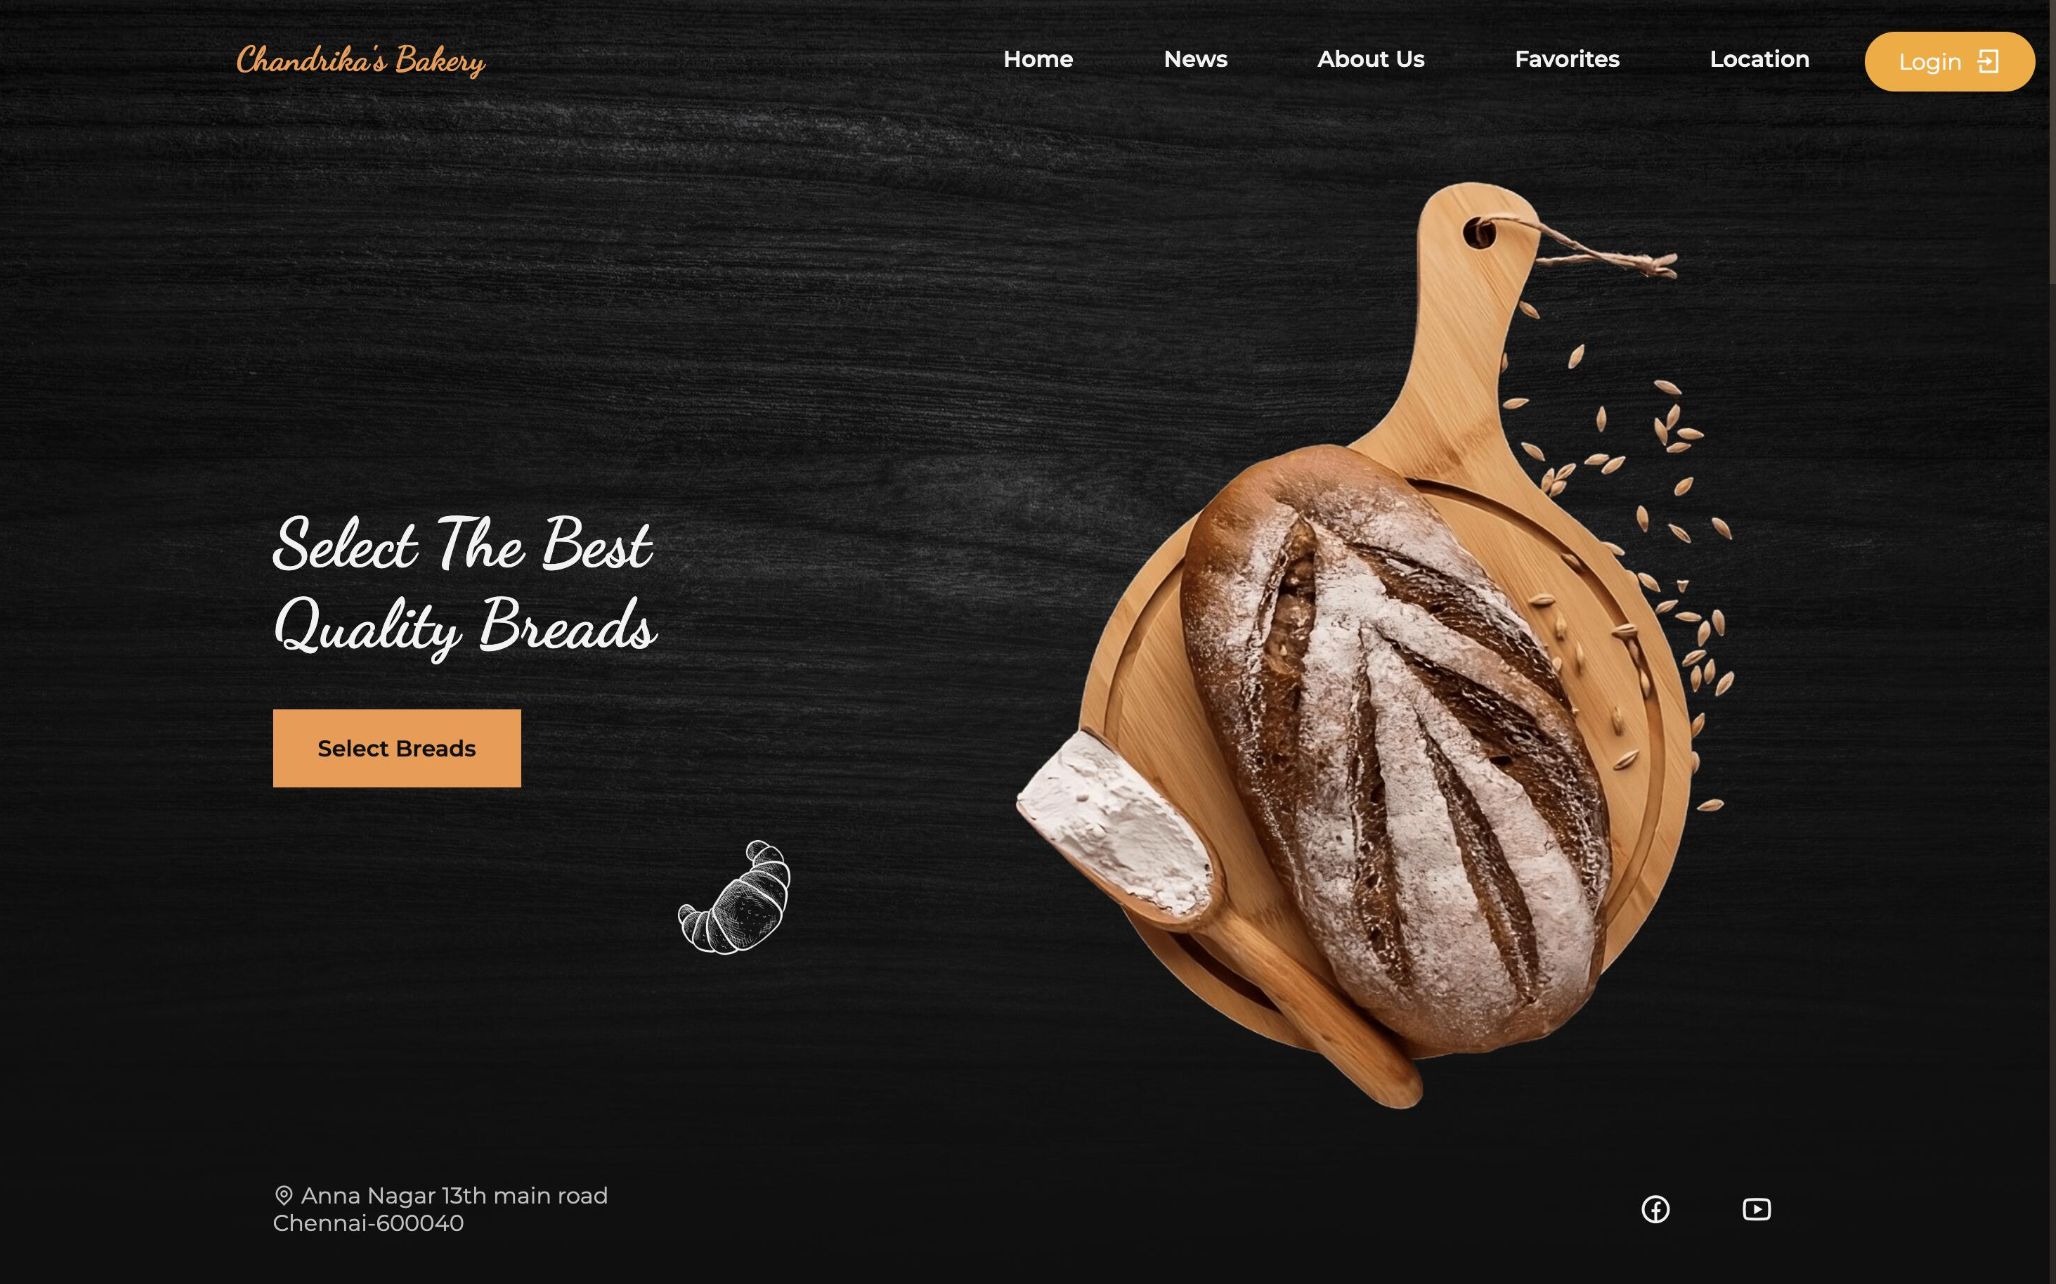 Chandrika's Bakery
Home
News
About Us
Favorites
Location
Login
Select The Best
Quality Breads
Select Breads
Anna Nagar 13th main road
Chennai-600040